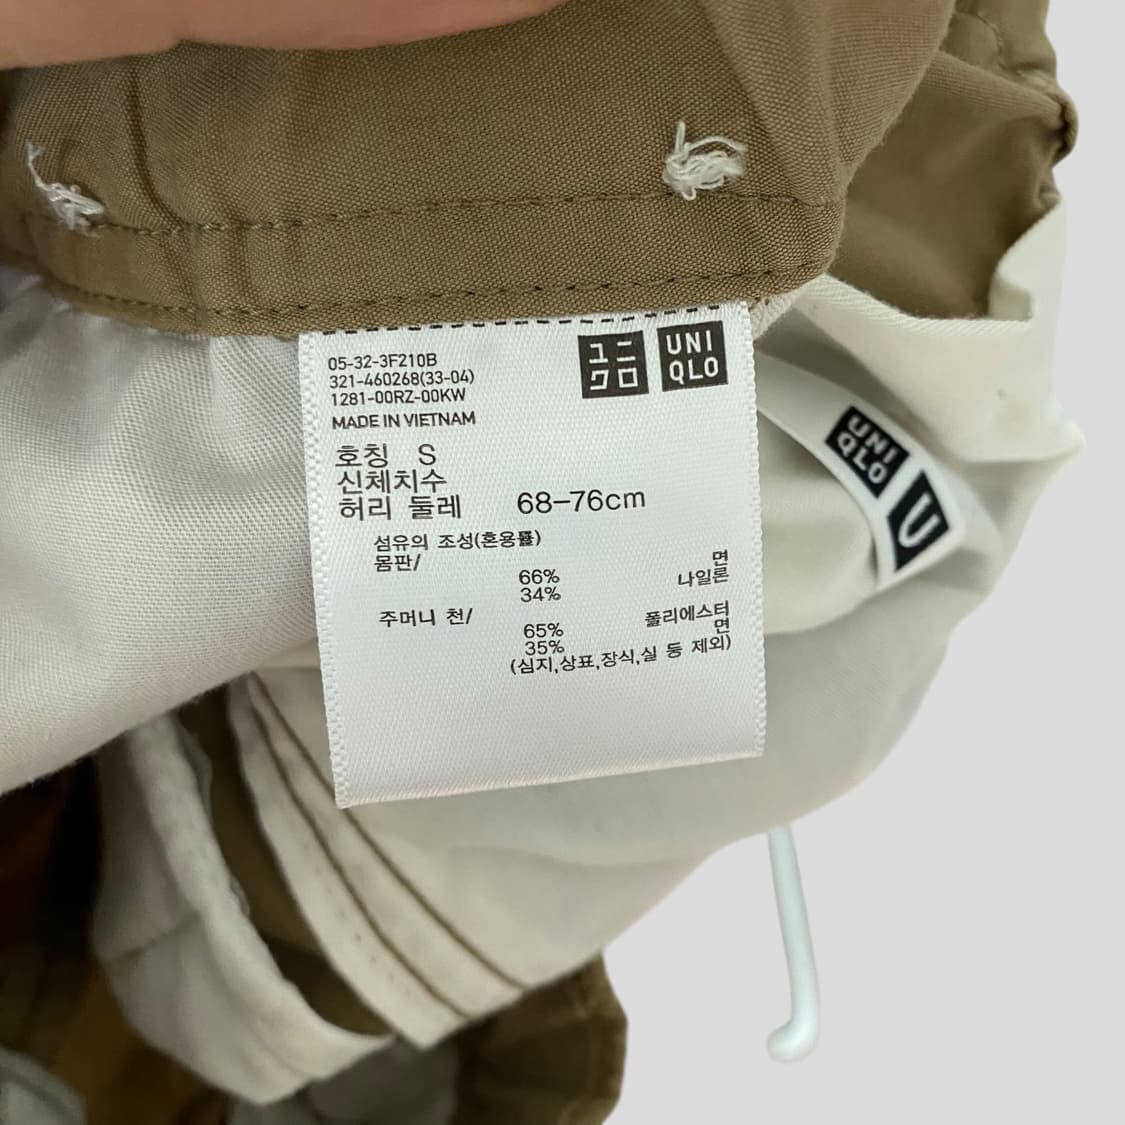 05-32-3F210B
321-460268(33-04)
1281-00RZ-00KW
MADE IN VIETNAM
ユニ
クロ
UNI
QLO
호칭 S
신체치수
허리 둘레 68-76cm
섬유의 조성(혼용률)
몸판/
66% 면
34% 나일론
주머니 천/
65% 폴리에스터
35% 면
(심지,상표,장식,실 등 제외)
UNI
QLO
U